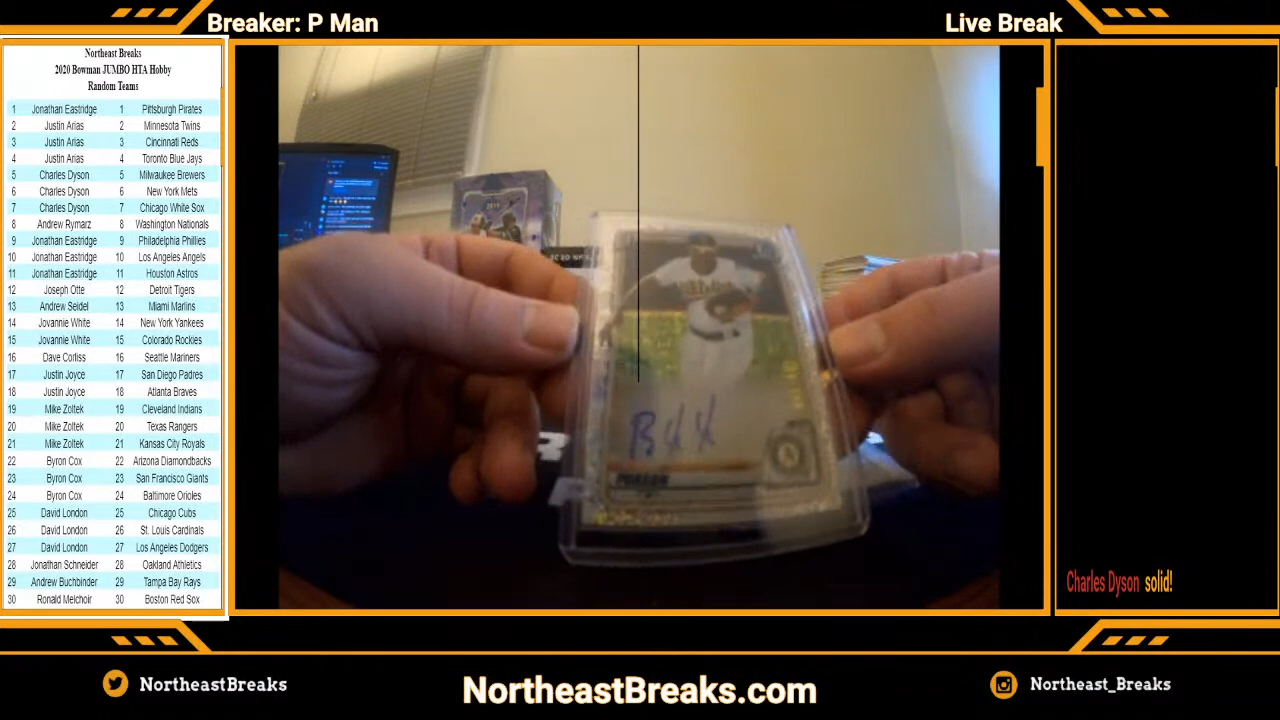 Breaker: P Man
Live Break
Northeast Breaks
2020 Bowman JUMBO HTA Hobby
Random Teams
1 Jonathan Eastridge 1 Pittsburgh Pirates
2 Justin Arias 2 Minnesota Twins
3 Justin Arias 3 Cincinnati Reds
4 Justin Arias 4 Toronto Blue Jays
5 Charles Dyson 5 Milwaukee Brewers
6 Charles Dyson 6 New York Mets
7 Charles Dyson 7 Chicago White Sox
8 Andrew Rymarz 8 Washington Nationals
9 Jonathan Eastridge 9 Philadelphia Phillies
10 Jonathan Eastridge 10 Los Angeles Angels
11 Jonathan Eastridge 11 Houston Astros
12 Joseph Otte 12 Detroit Tigers
13 Andrew Seidel 13 Miami Marlins
14 Jovannie White 14 New York Yankees
15 Jovannie White 15 Colorado Rockies
16 Dave Corliss 16 Seattle Mariners
17 Justin Joyce 17 San Diego Padres
18 Justin Joyce 18 Atlanta Braves
19 Mike Zoltek 19 Cleveland Indians
20 Mike Zoltek 20 Texas Rangers
21 Mike Zoltek 21 Kansas City Royals
22 Byron Cox 22 Arizona Diamondbacks
23 Byron Cox 23 San Francisco Giants
24 Byron Cox 24 Baltimore Orioles
25 David London 25 Chicago Cubs
26 David London 26 St. Louis Cardinals
27 David London 27 Los Angeles Dodgers
28 Jonathan Schneider 28 Oakland Athletics
29 Andrew Buchbinder 29 Tampa Bay Rays
30 Ronald Melchoir 30 Boston Red Sox
2019
2020 NFL
Charles Dyson solid!
NortheastBreaks
NortheastBreaks.com
Northeast_Breaks